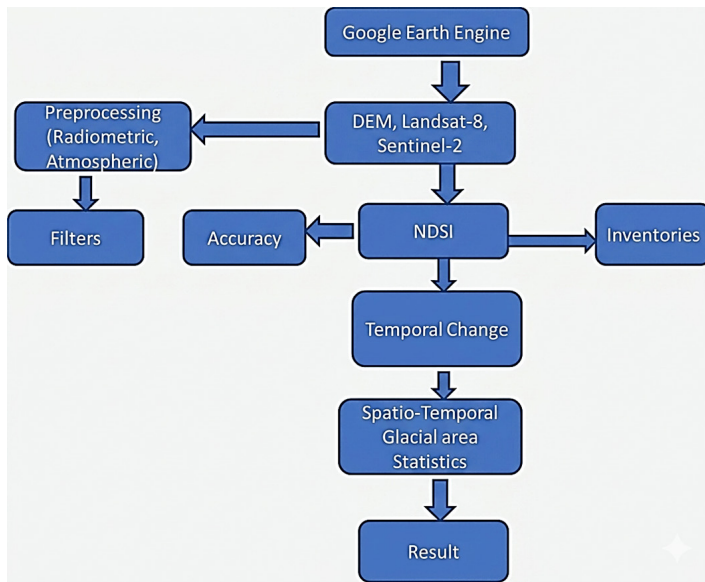 Google Earth Engine
Preprocessing
(Radiometric,
Atmospheric)
DEM, Landsat-8,
Sentinel-2
Filters
Accuracy
NDSI
Inventories
Temporal Change
Spatio-Temporal
Glacial area
Statistics
Result